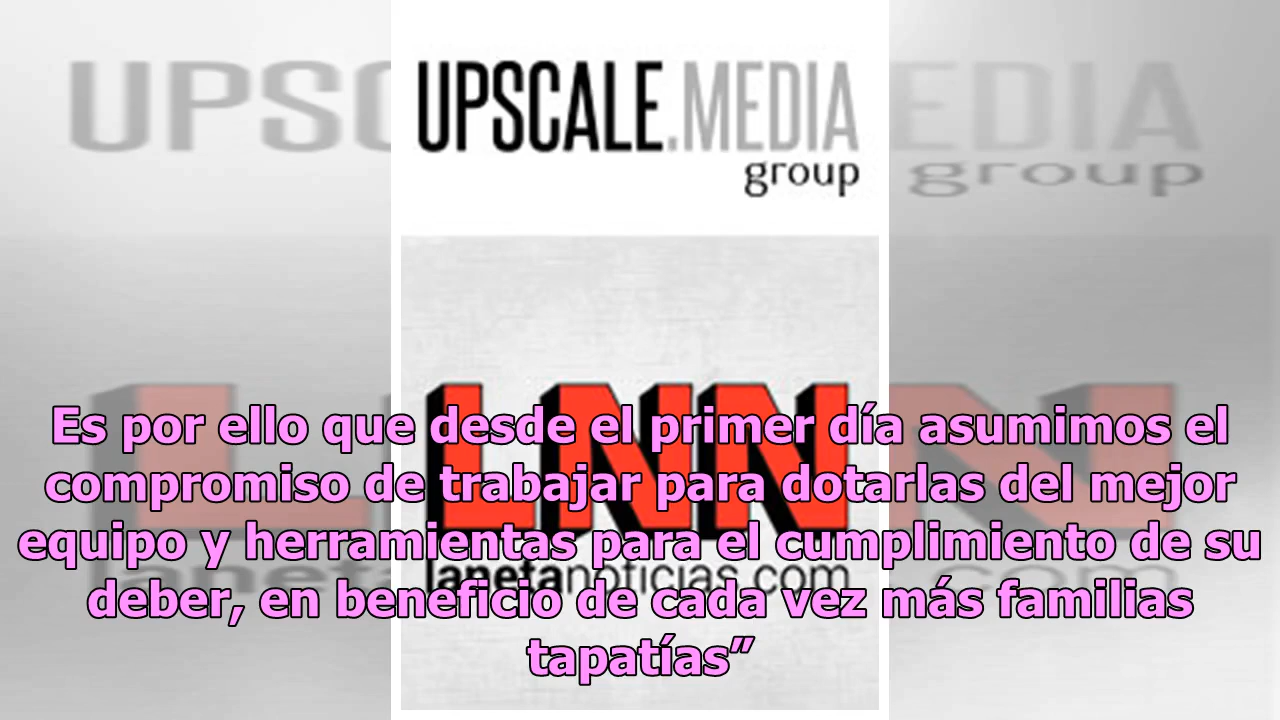 UPSCALE.MEDIA
group
LNN
lanetanoticias.com
Es por ello que desde el primer día asumimos el
compromiso de trabajar para dotarlas del mejor
equipo y herramientas para el cumplimiento de su
deber, en beneficio de cada vez más familias
tapatías”